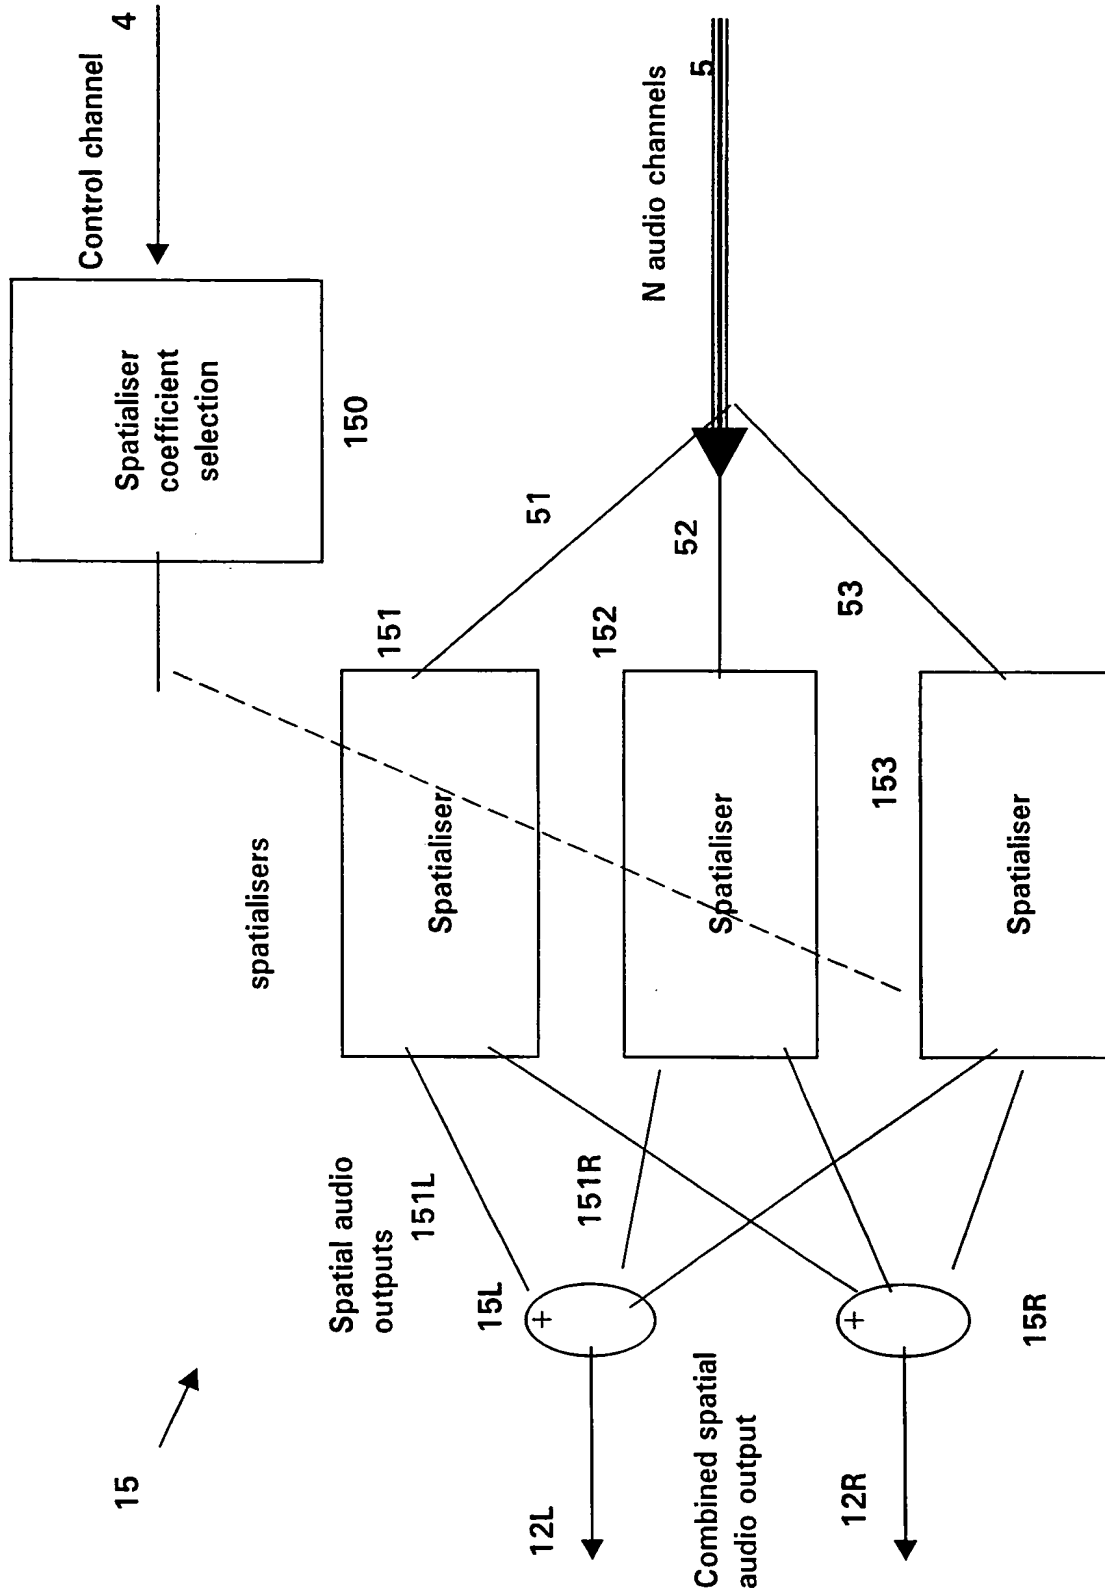 4
Control channel
Spatialiser
coefficient
selection
150
5
N audio channels
51
52
53
151
152
153
spatialisers
Spatialiser
Spatialiser
Spatialiser
Spatial audio
outputs
151L
151R
15L
+
15R
+
15
12L
Combined spatial
audio output
12R